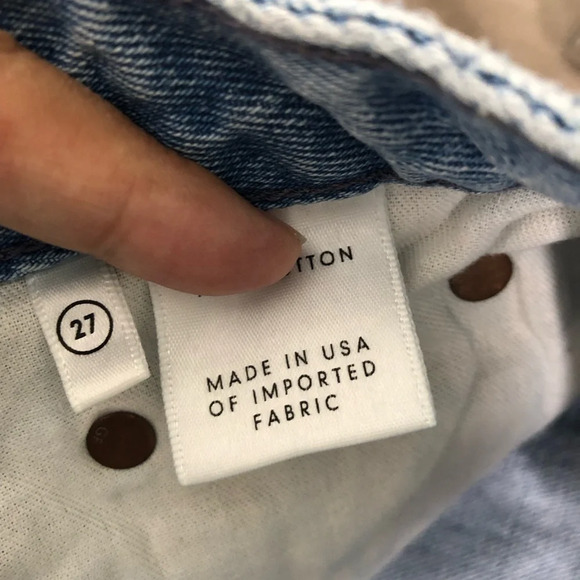 27
MADE IN USA
OF IMPORTED
FABRIC